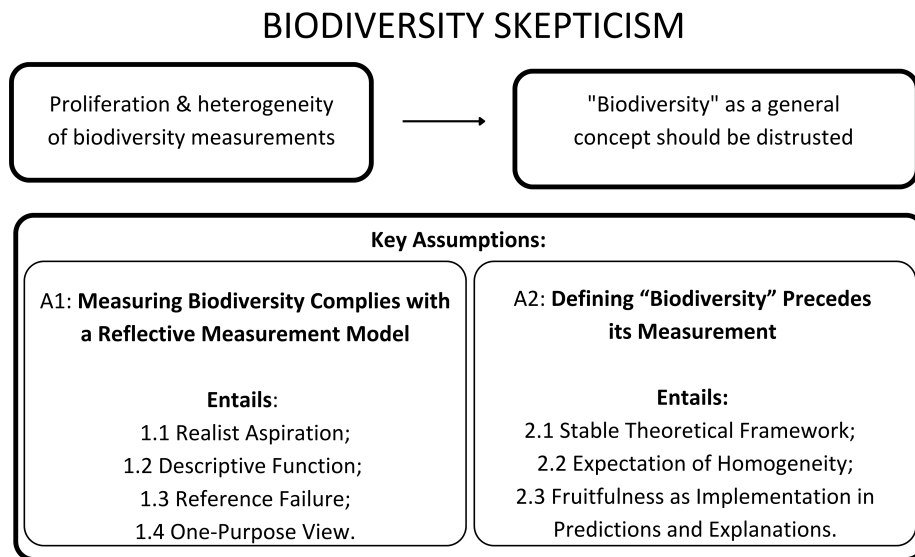 BIODIVERSITY SKEPTICISM
Proliferation & heterogeneity
of biodiversity measurements
"Biodiversity" as a general
concept should be distrusted
Key Assumptions:
A1: Measuring Biodiversity Complies with
a Reflective Measurement Model
Entails:
1.1 Realist Aspiration;
1.2 Descriptive Function;
1.3 Reference Failure;
1.4 One-Purpose View.
A2: Defining “Biodiversity” Precedes
its Measurement
Entails:
2.1 Stable Theoretical Framework;
2.2 Expectation of Homogeneity;
2.3 Fruitfulness as Implementation in
Predictions and Explanations.